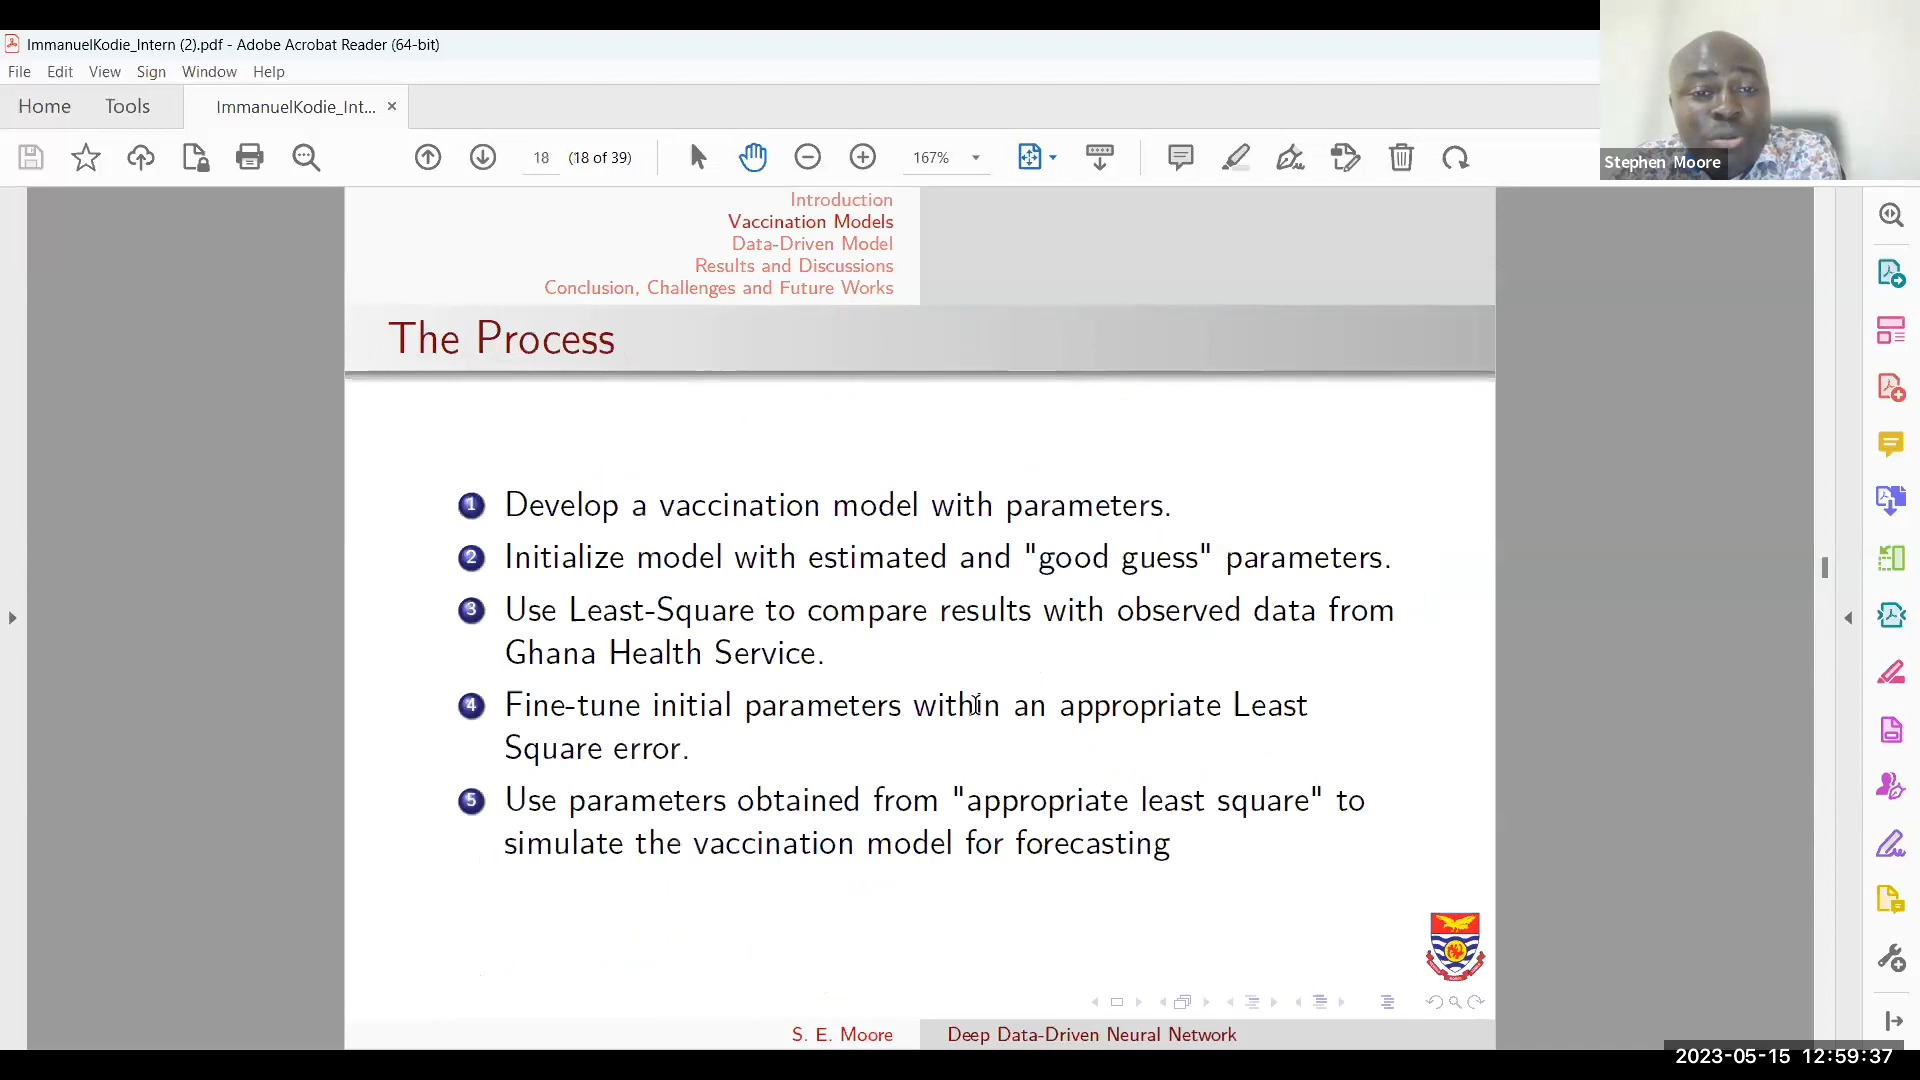 ImmanuelKodie_Intern (2).pdf - Adobe Acrobat Reader (64-bit)
File Edit View Sign Window Help
Home Tools ImmanuelKodie_Int... ×
18 (18 of 39) 167%
Stephen Moore
Introduction
Vaccination Models
Data-Driven Model
Results and Discussions
Conclusion, Challenges and Future Works
The Process
1 Develop a vaccination model with parameters.
2 Initialize model with estimated and "good guess" parameters.
3 Use Least-Square to compare results with observed data from
Ghana Health Service.
4 Fine-tune initial parameters within an appropriate Least
Square error.
5 Use parameters obtained from "appropriate least square" to
simulate the vaccination model for forecasting
S. E. Moore Deep Data-Driven Neural Network
2023-05-15 12:59:37